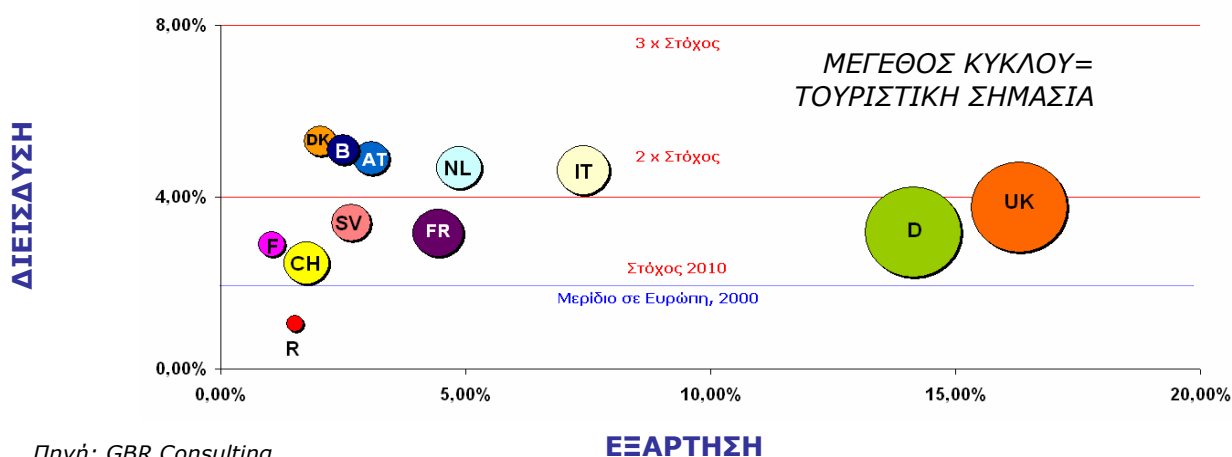 8,00%
3 x Στόχος
ΜΕΓΕΘΟΣ ΚΥΚΛΟΥ=
ΤΟΥΡΙΣΤΙΚΗ ΣΗΜΑΣΙΑ
ΔΙΕΙΣΔΥΣΗ
DK
B
AT
NL
IT
2 x Στόχος
4,00%
UK
SV
FR
D
F
CH
Στόχος 2010
Μερίδιο σε Ευρώπη, 2000
R
0,00%
0,00% 5,00% 10,00% 15,00% 20,00%
ΕΞΑΡΤΗΣΗ
Πηγή: GBR Consulting